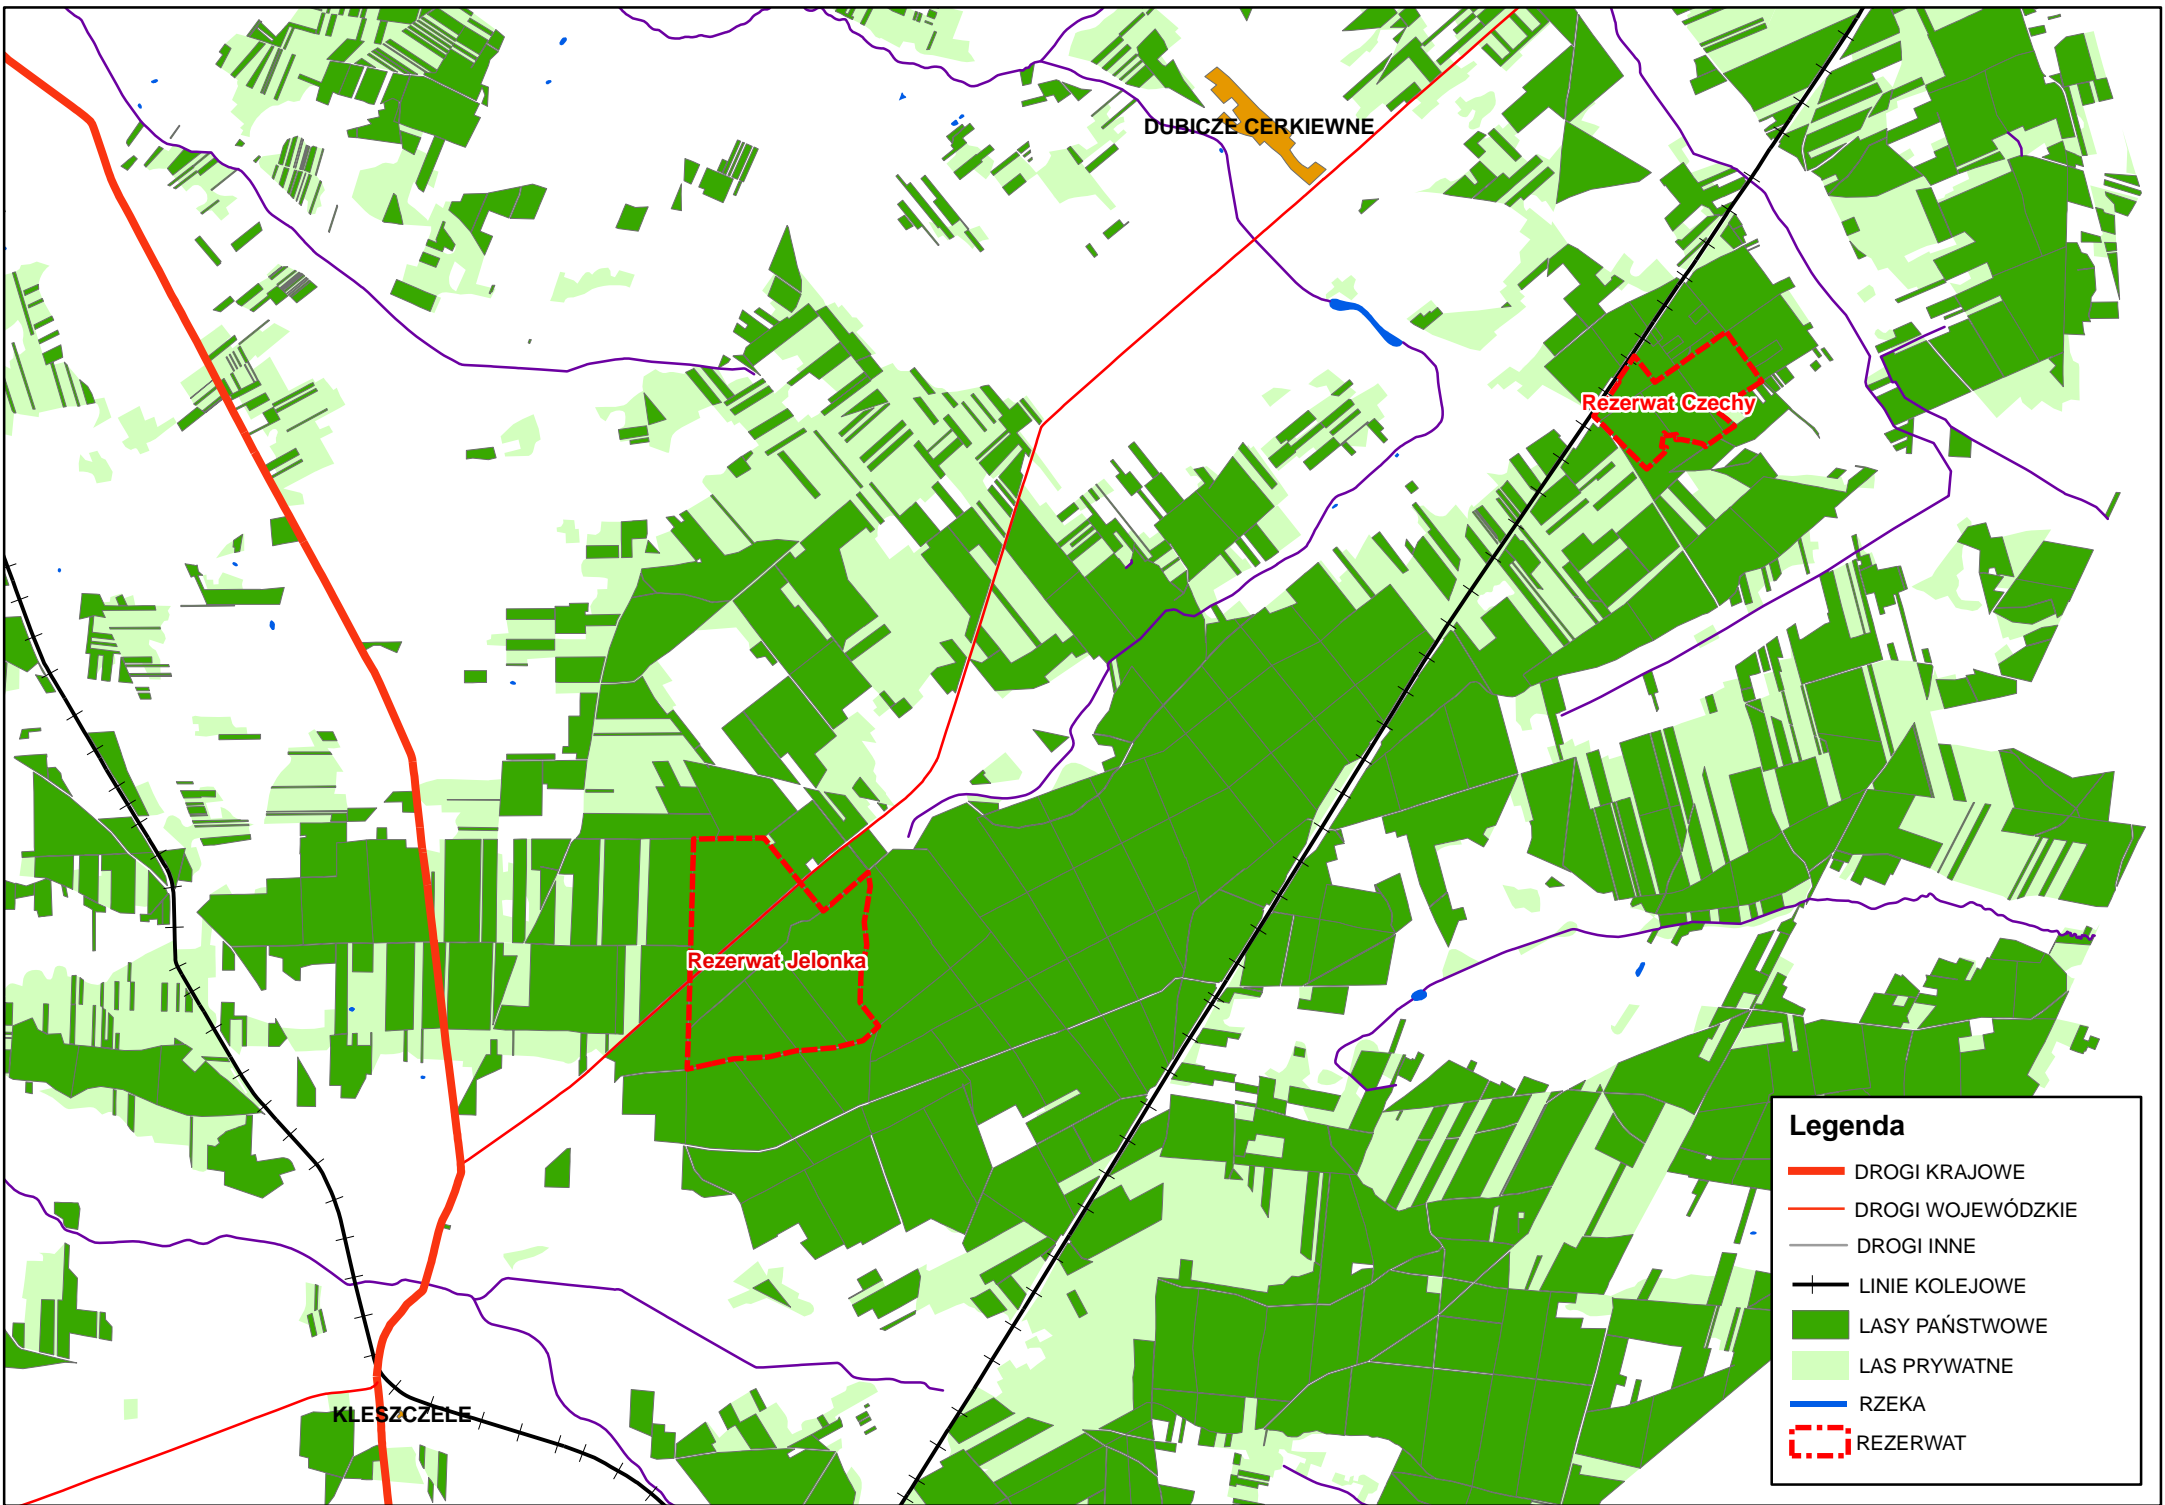 DUBICZE CERKIEWNE
Rezerwat Czechy
Rezerwat Jelonka
KLESZCZELE
Legenda
DROGI KRAJOWE
DROGI WOJEWÓDZKIE
DROGI INNE
LINIE KOLEJOWE
LASY PAŃSTWOWE
LAS PRYWATNE
RZEKA
REZERWAT